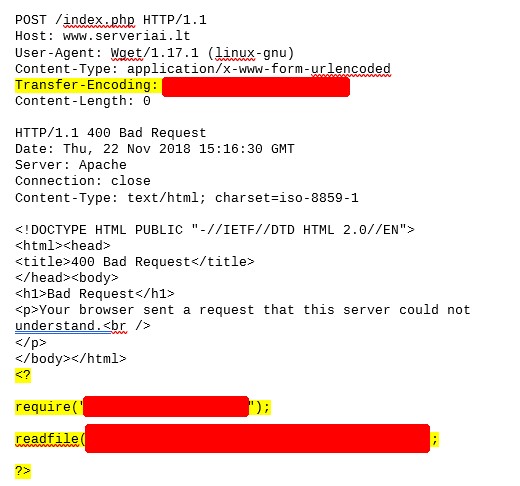 POST /index.php HTTP/1.1
Host: www.serveriai.lt
User-Agent: Wget/1.17.1 (linux-gnu)
Content-Type: application/x-www-form-urlencoded
Transfer-Encoding:
Content-Length: 0
HTTP/1.1 400 Bad Request
Date: Thu, 22 Nov 2018 15:16:30 GMT
Server: Apache
Connection: close
Content-Type: text/html; charset=iso-8859-1
<!DOCTYPE HTML PUBLIC "-//IETF//DTD HTML 2.0//EN">
<html><head>
<title>400 Bad Request</title>
</head><body>
<h1>Bad Request</h1>
<p>Your browser sent a request that this server could not
understand.<br />
</p>
</body></html>
<?
require(' ');
readfile( ;
?>